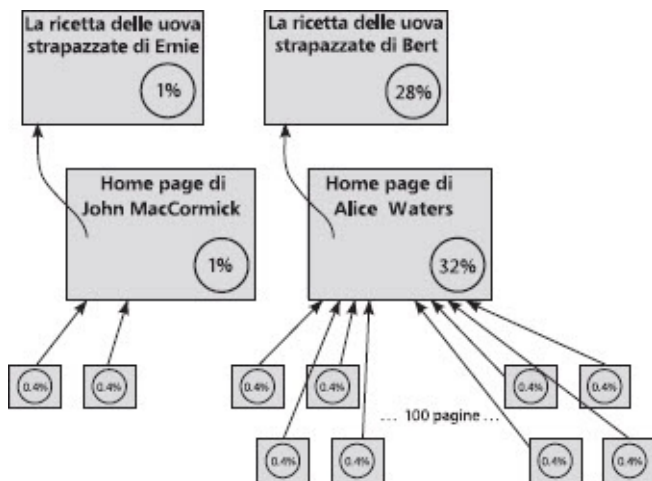 La ricetta delle uova
strapazzate di Ernie
1%
La ricetta delle uova
strapazzate di Bert
28%
Home page di
John MacCormick
1%
Home page di
Alice Waters
32%
0.4%
0.4%
0.4%
0.4%
0.4%
0.4%
... 100 pagine ...
0.4%
0.4%
0.4%
0.4%